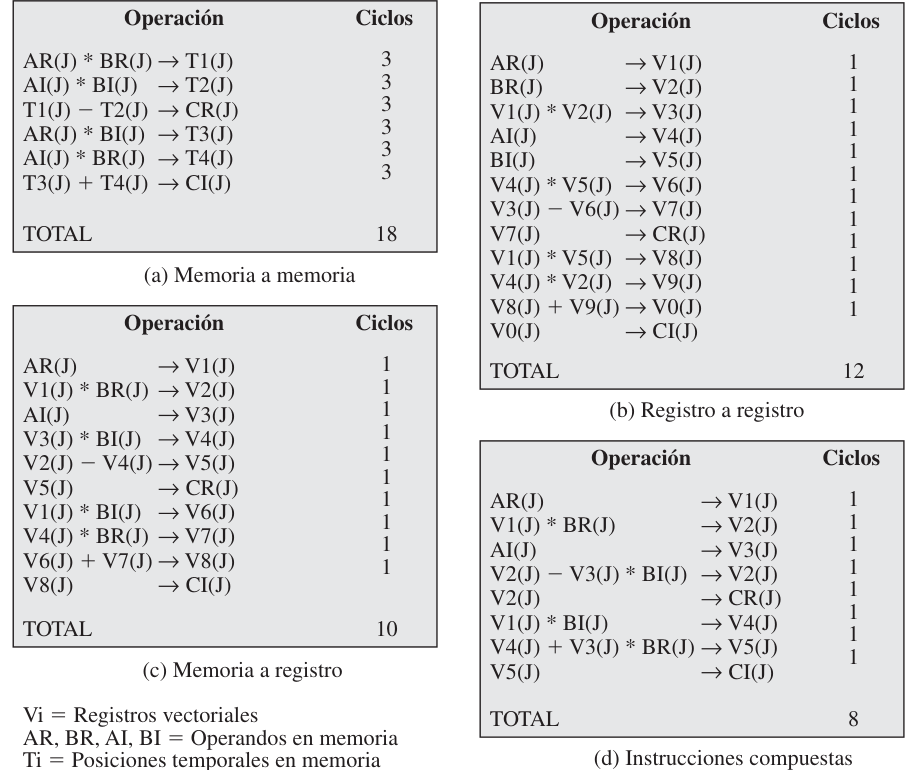 Operación Ciclos
AR(J) * BR(J) → T1(J) 3
AI(J) * BI(J) → T2(J) 3
T1(J) − T2(J) → CR(J) 3
AR(J) * BI(J) → T3(J) 3
AI(J) * BR(J) → T4(J) 3
T3(J) + T4(J) → CI(J) 3
TOTAL 18
(a) Memoria a memoria
Operación Ciclos
AR(J) → V1(J) 1
BR(J) → V2(J) 1
V1(J) * V2(J) → V3(J) 1
AI(J) → V4(J) 1
BI(J) → V5(J) 1
V4(J) * V5(J) → V6(J) 1
V3(J) − V6(J) → V7(J) 1
V7(J) → CR(J) 1
V1(J) * V5(J) → V8(J) 1
V4(J) * V2(J) → V9(J) 1
V8(J) + V9(J) → V0(J) 1
V0(J) → CI(J) 1
TOTAL 12
(b) Registro a registro
Operación Ciclos
AR(J) → V1(J) 1
V1(J) * BR(J) → V2(J) 1
AI(J) → V3(J) 1
V3(J) * BI(J) → V4(J) 1
V2(J) − V4(J) → V5(J) 1
V5(J) → CR(J) 1
V1(J) * BI(J) → V6(J) 1
V4(J) * BR(J) → V7(J) 1
V6(J) + V7(J) → V8(J) 1
V8(J) → CI(J) 1
TOTAL 10
(c) Memoria a registro
Vi = Registros vectoriales
AR, BR, AI, BI = Operandos en memoria
Ti = Posiciones temporales en memoria
Operación Ciclos
AR(J) → V1(J) 1
V1(J) * BR(J) → V2(J) 1
AI(J) → V3(J) 1
V2(J) − V3(J) * BI(J) → V2(J) 1
V2(J) → CR(J) 1
V1(J) * BI(J) → V4(J) 1
V4(J) + V3(J) * BR(J) → V5(J) 1
V5(J) → CI(J) 1
TOTAL 8
(d) Instrucciones compuestas